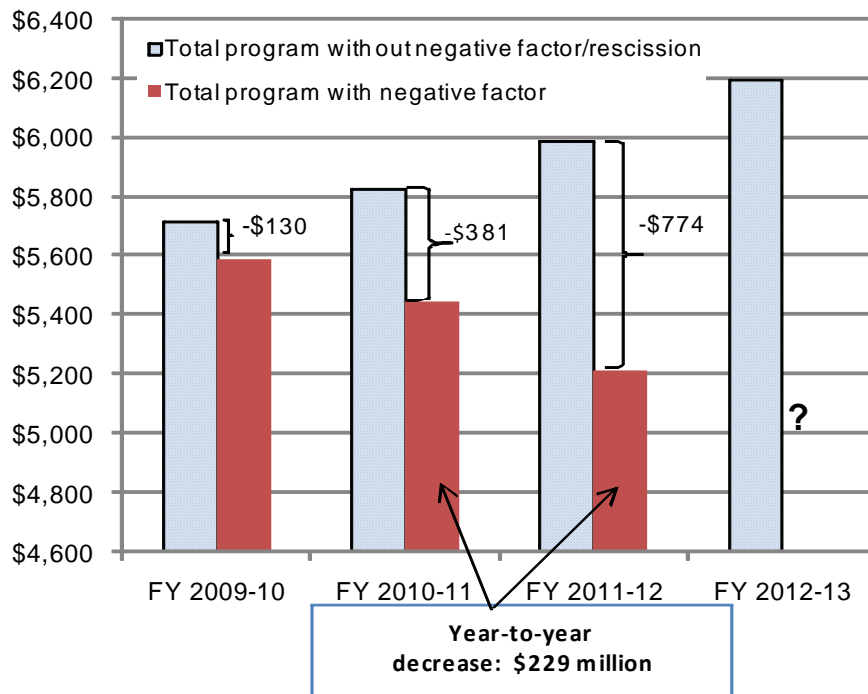 $6,400
$6,200
$6,000
$5,800
$5,600
$5,400
$5,200
$5,000
$4,800
$4,600
Total program without negative factor/rescission
Total program with negative factor
-$130
-$381
-$774
?
FY 2009-10
FY 2010-11
FY 2011-12
FY 2012-13
Year-to-year
decrease: $229 million